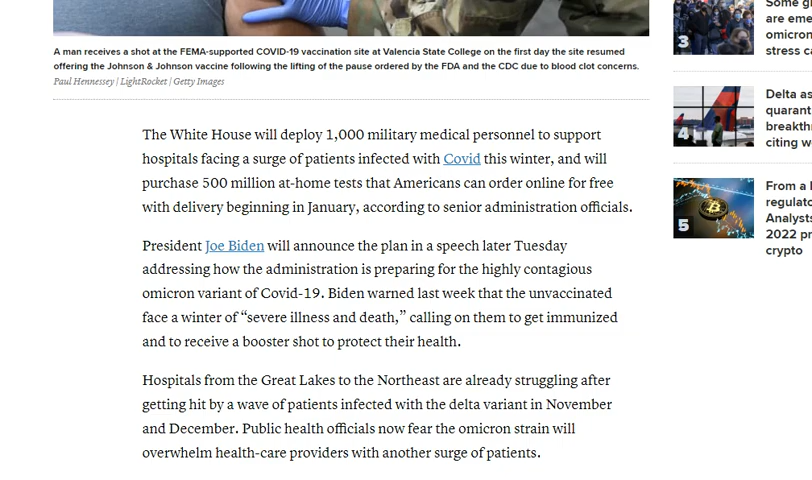 A man receives a shot at the FEMA-supported COVID-19 vaccination site at Valencia State College on the first day the site resumed
offering the Johnson & Johnson vaccine following the lifting of the pause ordered by the FDA and the CDC due to blood clot concerns.
Paul Hennessey | LightRocket | Getty Images
The White House will deploy 1,000 military medical personnel to support
hospitals facing a surge of patients infected with Covid this winter, and will
purchase 500 million at-home tests that Americans can order online for free
with delivery beginning in January, according to senior administration officials.
President Joe Biden will announce the plan in a speech later Tuesday
addressing how the administration is preparing for the highly contagious
omicron variant of Covid-19. Biden warned last week that the unvaccinated
face a winter of “severe illness and death,” calling on them to get immunized
and to receive a booster shot to protect their health.
Hospitals from the Great Lakes to the Northeast are already struggling after
getting hit by a wave of patients infected with the delta variant in November
and December. Public health officials now fear the omicron strain will
overwhelm health-care providers with another surge of patients.
3
Some
are
omicron
stress
4
Delta
quarant
breakth
citing
5
From a
regulato
Analysts
2022 pr
crypto